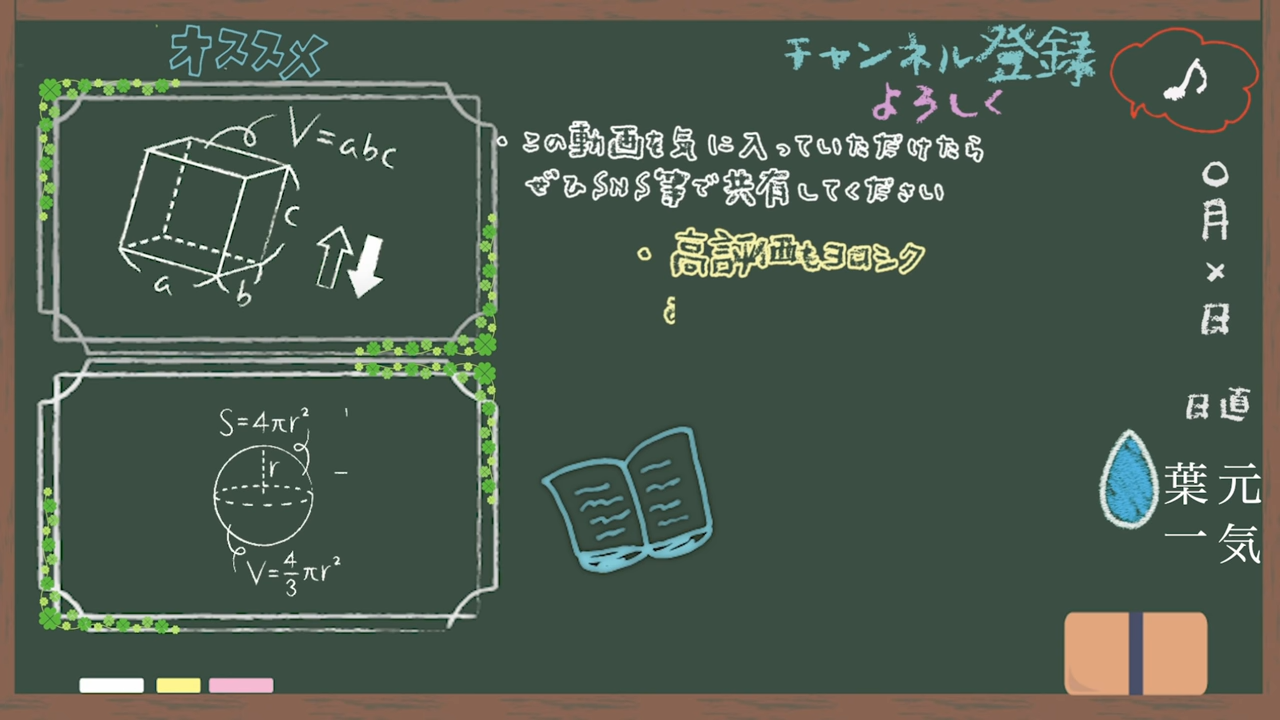 オススメ
V=abc
c
a
b
S=4πr²
r
V=4/3πr²
チャンネル登録
よろしく
・この動画を気に入っていただけたら
ぜひSNS等で共有してください
・高評価もヨロシク
♪
〇月×日
日直
元気
葉一